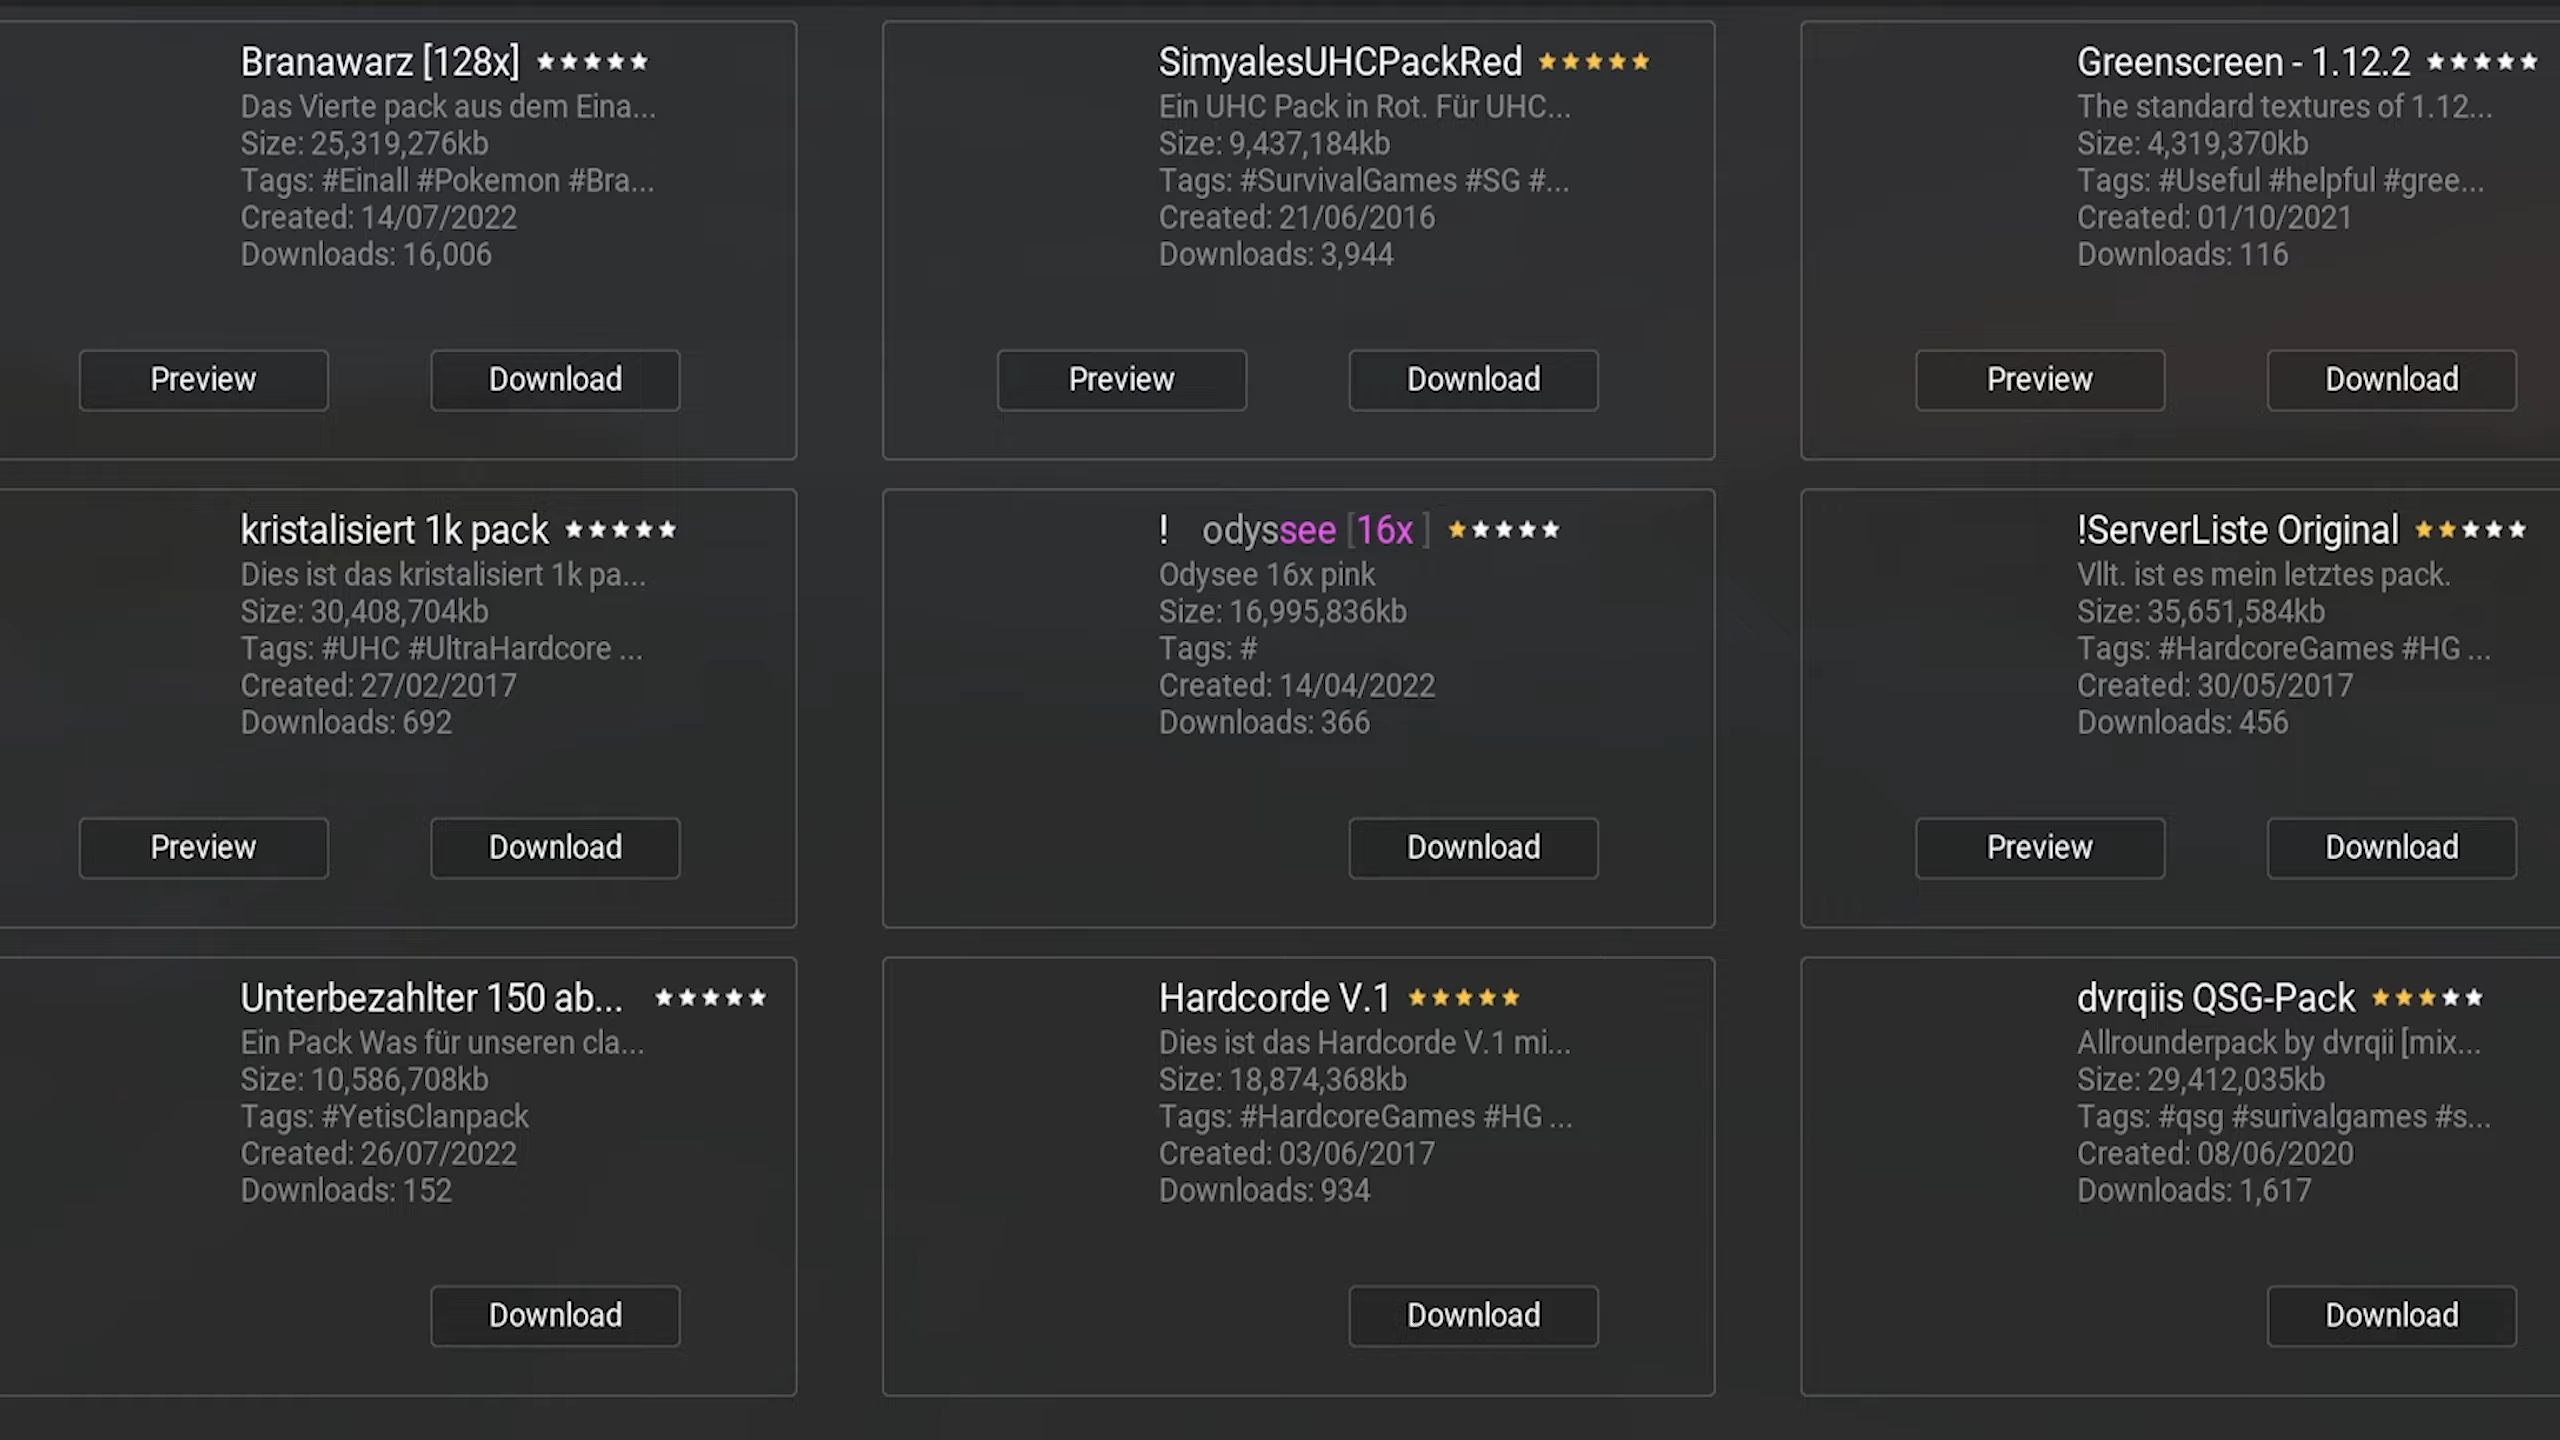 Branawarz [128x]
Das Vierte pack aus dem Eina...
Size: 25,319,276kb
Tags: #Einall #Pokemon #Bra...
Created: 14/07/2022
Downloads: 16,006
Preview
Download
SimyalesUHCPackRed
Ein UHC Pack in Rot. Für UHC...
Size: 9,437,184kb
Tags: #SurvivalGames #SG #...
Created: 21/06/2016
Downloads: 3,944
Preview
Download
Greenscreen - 1.12.2
The standard textures of 1.12...
Size: 4,319,370kb
Tags: #Useful #helpful #gree...
Created: 01/10/2021
Downloads: 116
Preview
Download
kristalisiert 1k pack
Dies ist das kristalisiert 1k pa...
Size: 30,408,704kb
Tags: #UHC #UltraHardcore ...
Created: 27/02/2017
Downloads: 692
Preview
Download
! odyssee [16x ]
Odysee 16x pink
Size: 16,995,836kb
Tags: #
Created: 14/04/2022
Downloads: 366
Download
!ServerListe Original
Vllt. ist es mein letztes pack.
Size: 35,651,584kb
Tags: #HardcoreGames #HG ...
Created: 30/05/2017
Downloads: 456
Preview
Download
Unterbezahlter 150 ab...
Ein Pack Was für unseren cla...
Size: 10,586,708kb
Tags: #YetisClanpack
Created: 26/07/2022
Downloads: 152
Download
Hardcorde V.1
Dies ist das Hardcorde V.1 mi...
Size: 18,874,368kb
Tags: #HardcoreGames #HG ...
Created: 03/06/2017
Downloads: 934
Download
dvrqiis QSG-Pack
Allrounderpack by dvrqii [mix...
Size: 29,412,035kb
Tags: #qsg #surivalgames #s...
Created: 08/06/2020
Downloads: 1,617
Download